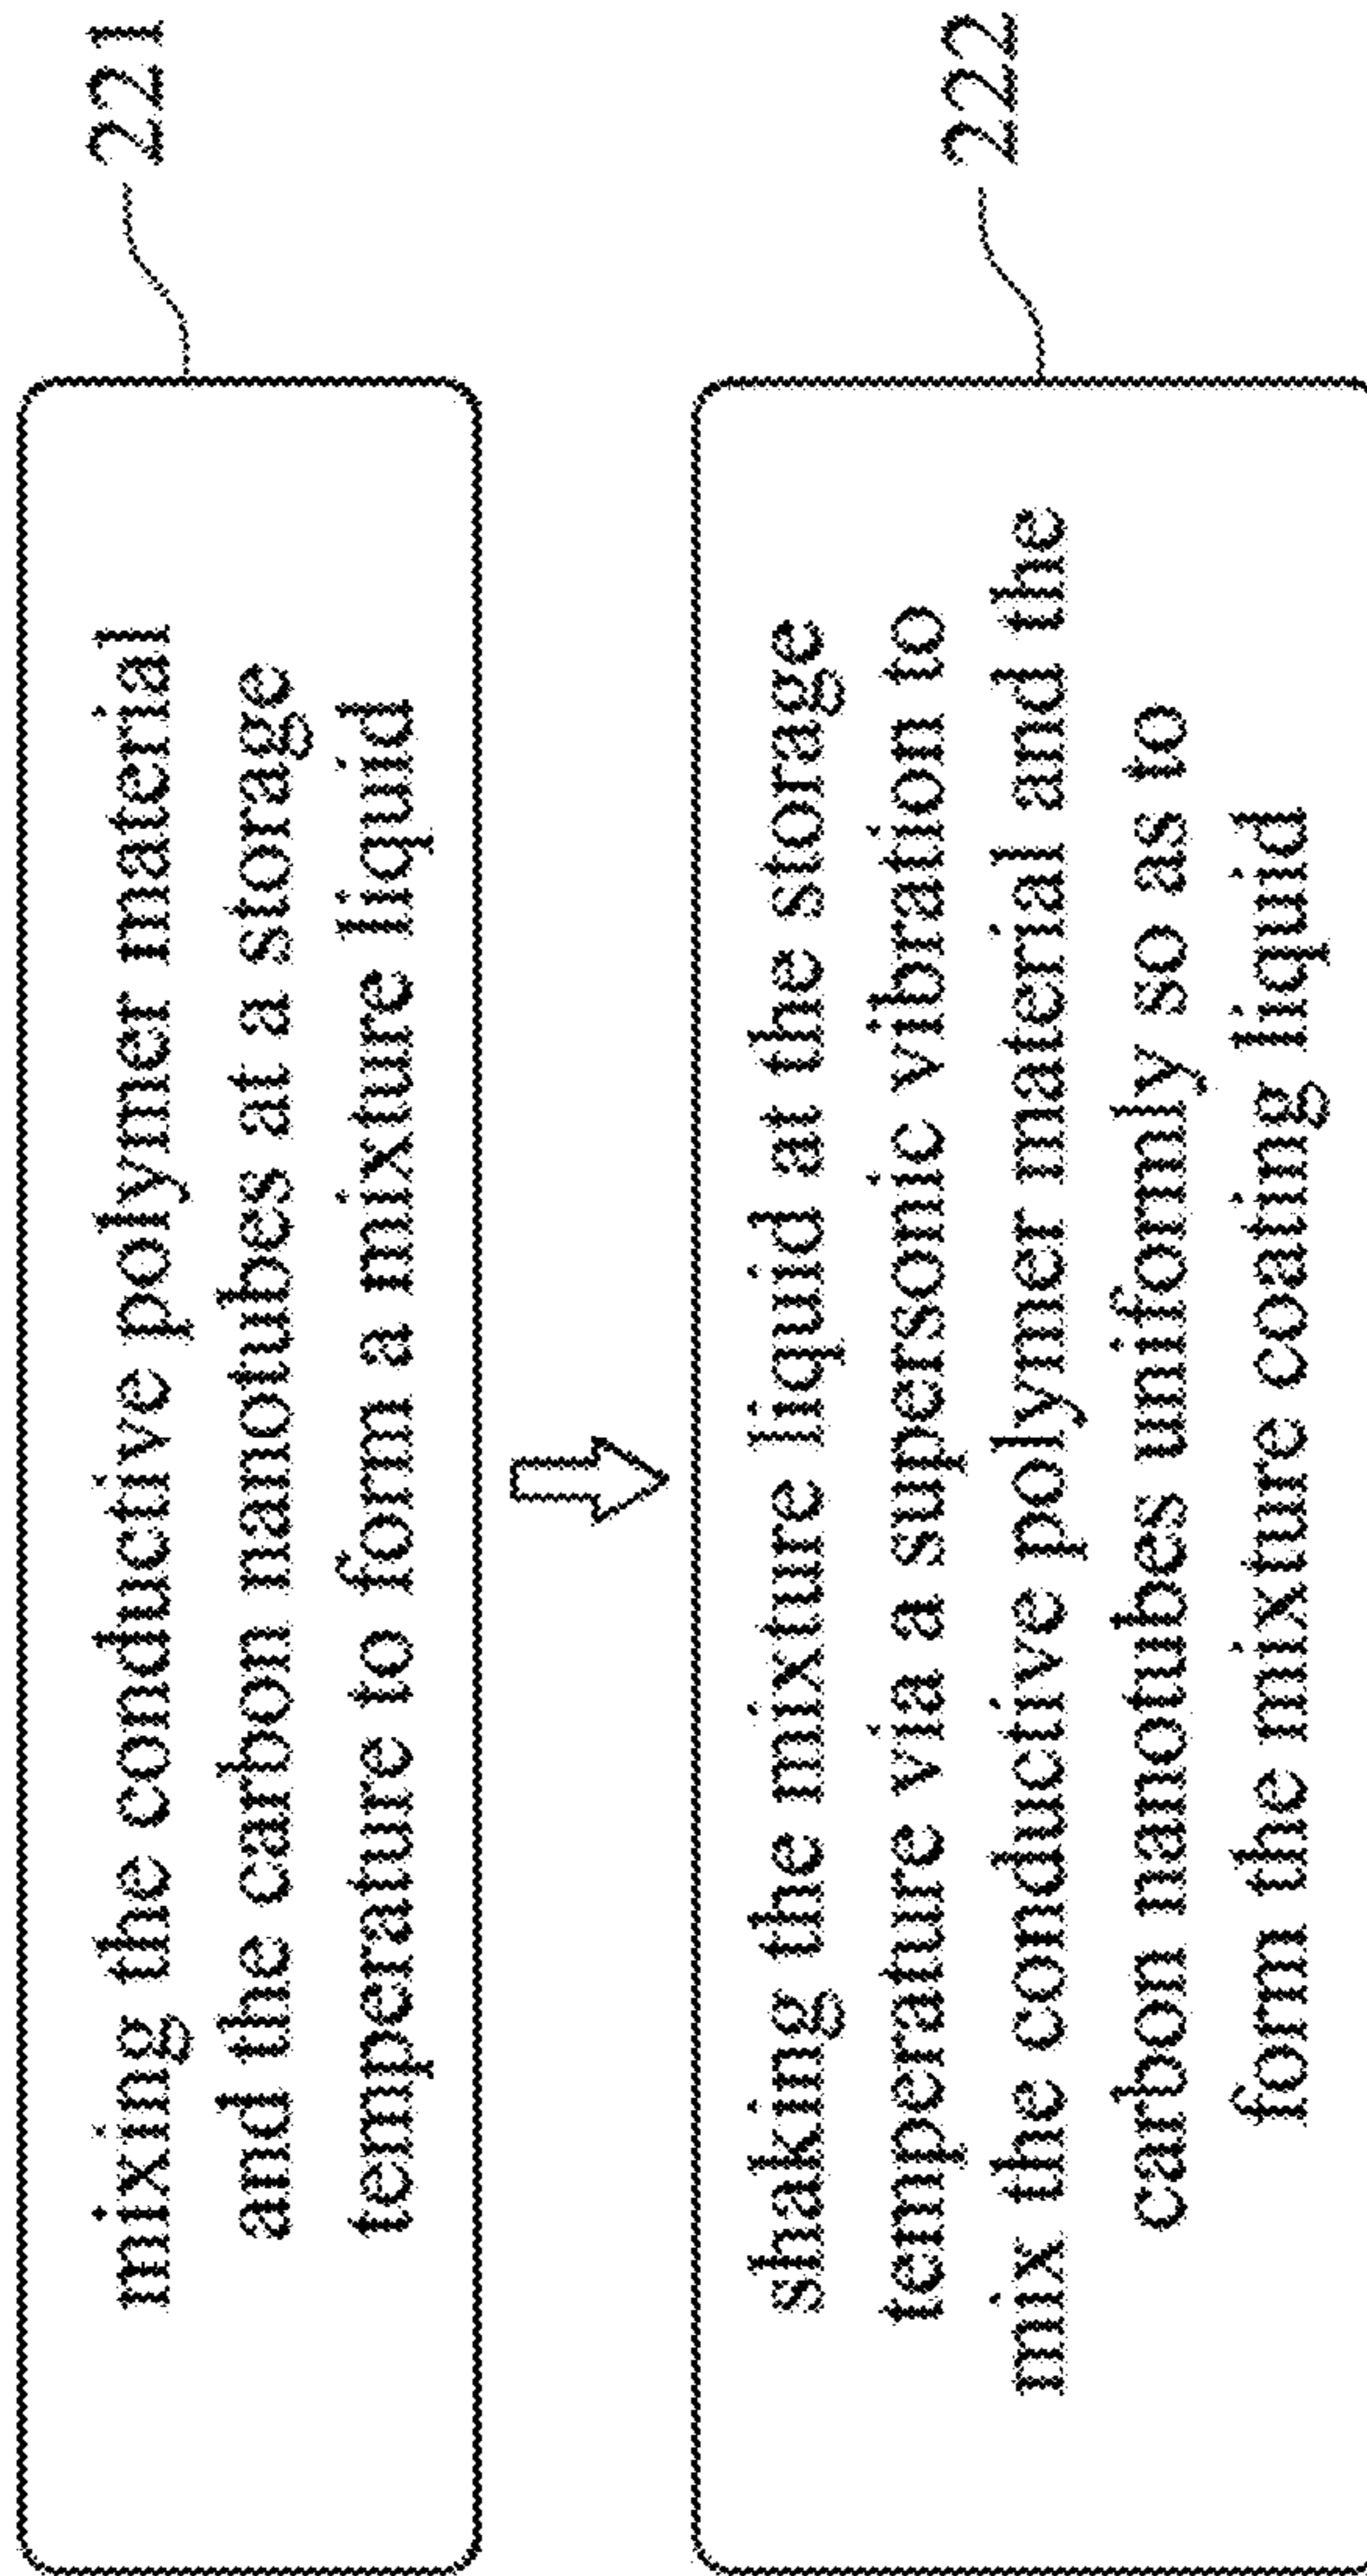 mixing the conductive polymer material
and the carbon nanotubes at a storage
temperature to form a mixture liquid
221
shaking the mixture liquid at the storage
temperature via a supersonic vibration to
mix the conductive polymer material and the
carbon nanotubes uniformly so as to
form the mixture coating liquid
222